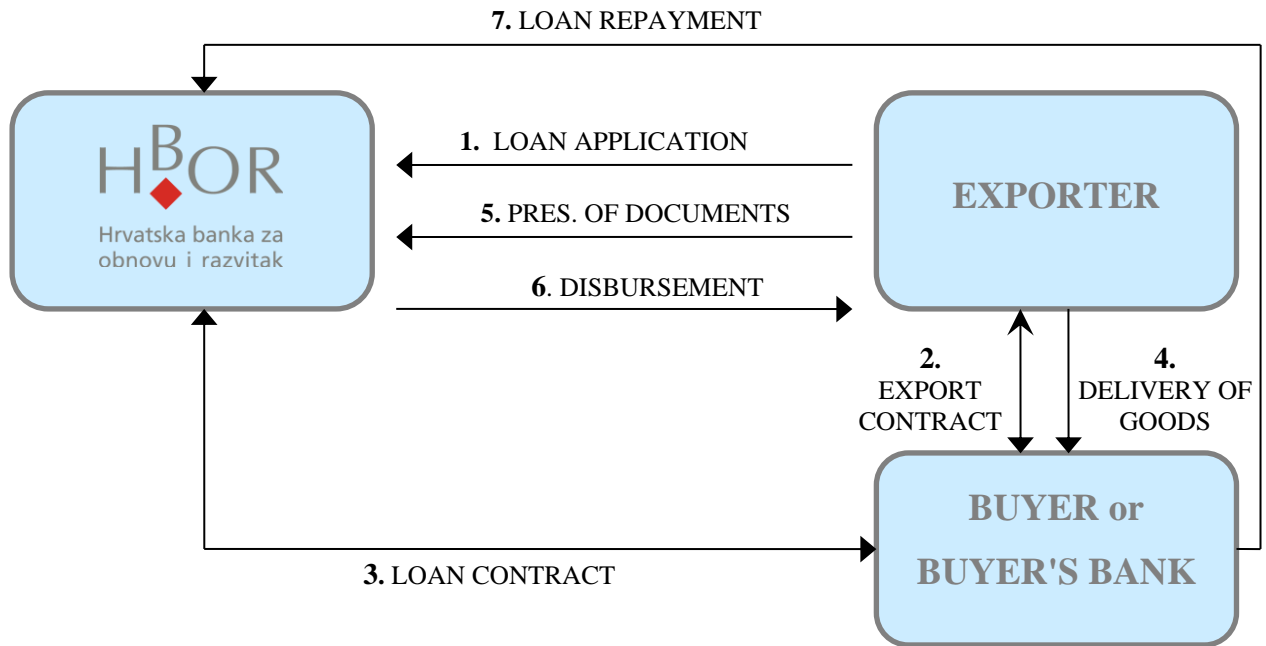 7. LOAN REPAYMENT
HBOR
Hrvatska banka za
obnovu i razvitak
1. LOAN APPLICATION
5. PRES. OF DOCUMENTS
6. DISBURSEMENT
EXPORTER
2.
EXPORT
CONTRACT
4.
DELIVERY OF
GOODS
3. LOAN CONTRACT
BUYER or
BUYER'S BANK